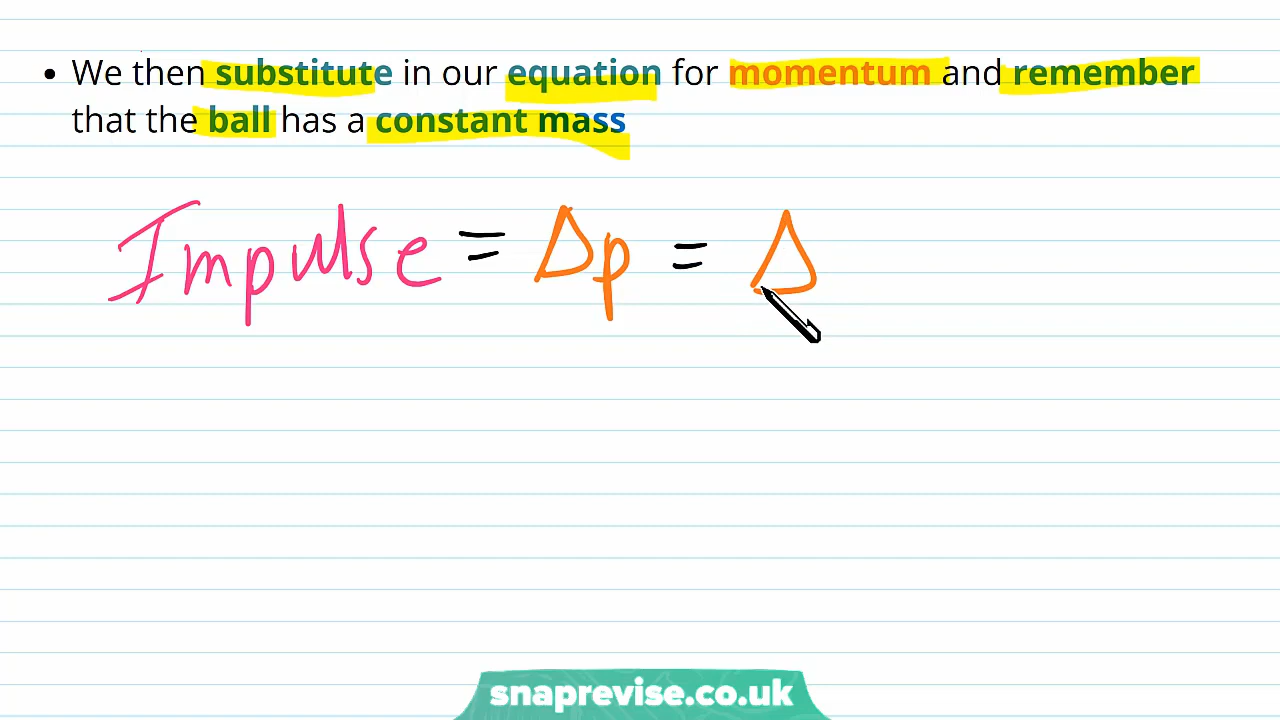 • We then substitute in our equation for momentum and remember
that the ball has a constant mass
Impulse = Δp = Δ
snaprevise.co.uk